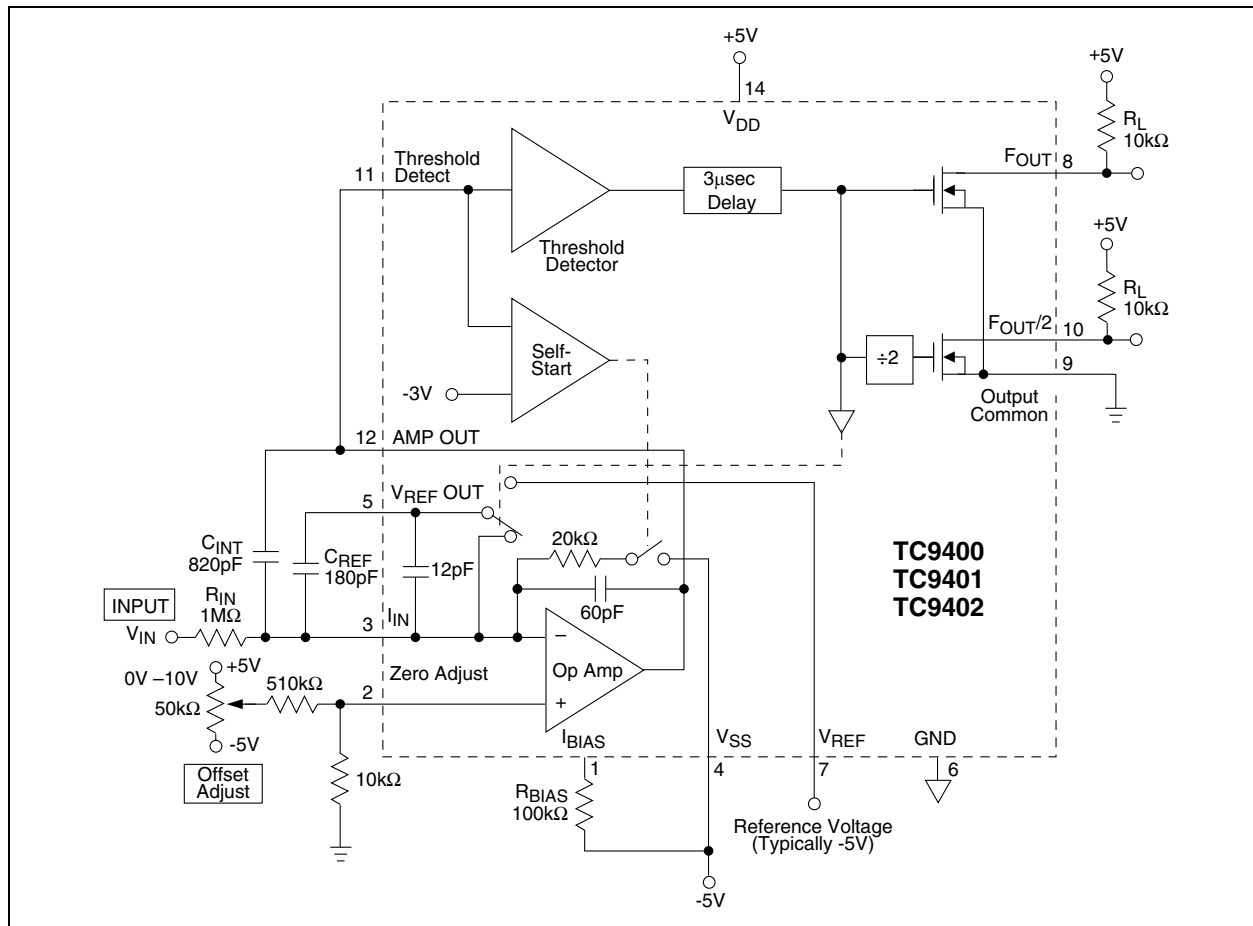 +5V
14
VDD
+5V
RL
10kΩ
FOUT
8
11
Threshold
Detect
3μsec
Delay
Threshold
Detector
+5V
RL
10kΩ
FOUT/2
10
Self-
Start
÷2
9
-3V
Output
Common
12
AMP OUT
5
VREF OUT
CINT
820pF
CREF
180pF
12pF
20kΩ
60pF
TC9400
TC9401
TC9402
INPUT
RIN
1MΩ
VIN
3
IIN
–
Op Amp
+
Zero Adjust
0V –10V
+5V
50kΩ
510kΩ
2
-5V
Offset
Adjust
10kΩ
IBIAS
1
VSS
4
VREF
7
GND
6
RBIAS
100kΩ
Reference Voltage
(Typically -5V)
-5V